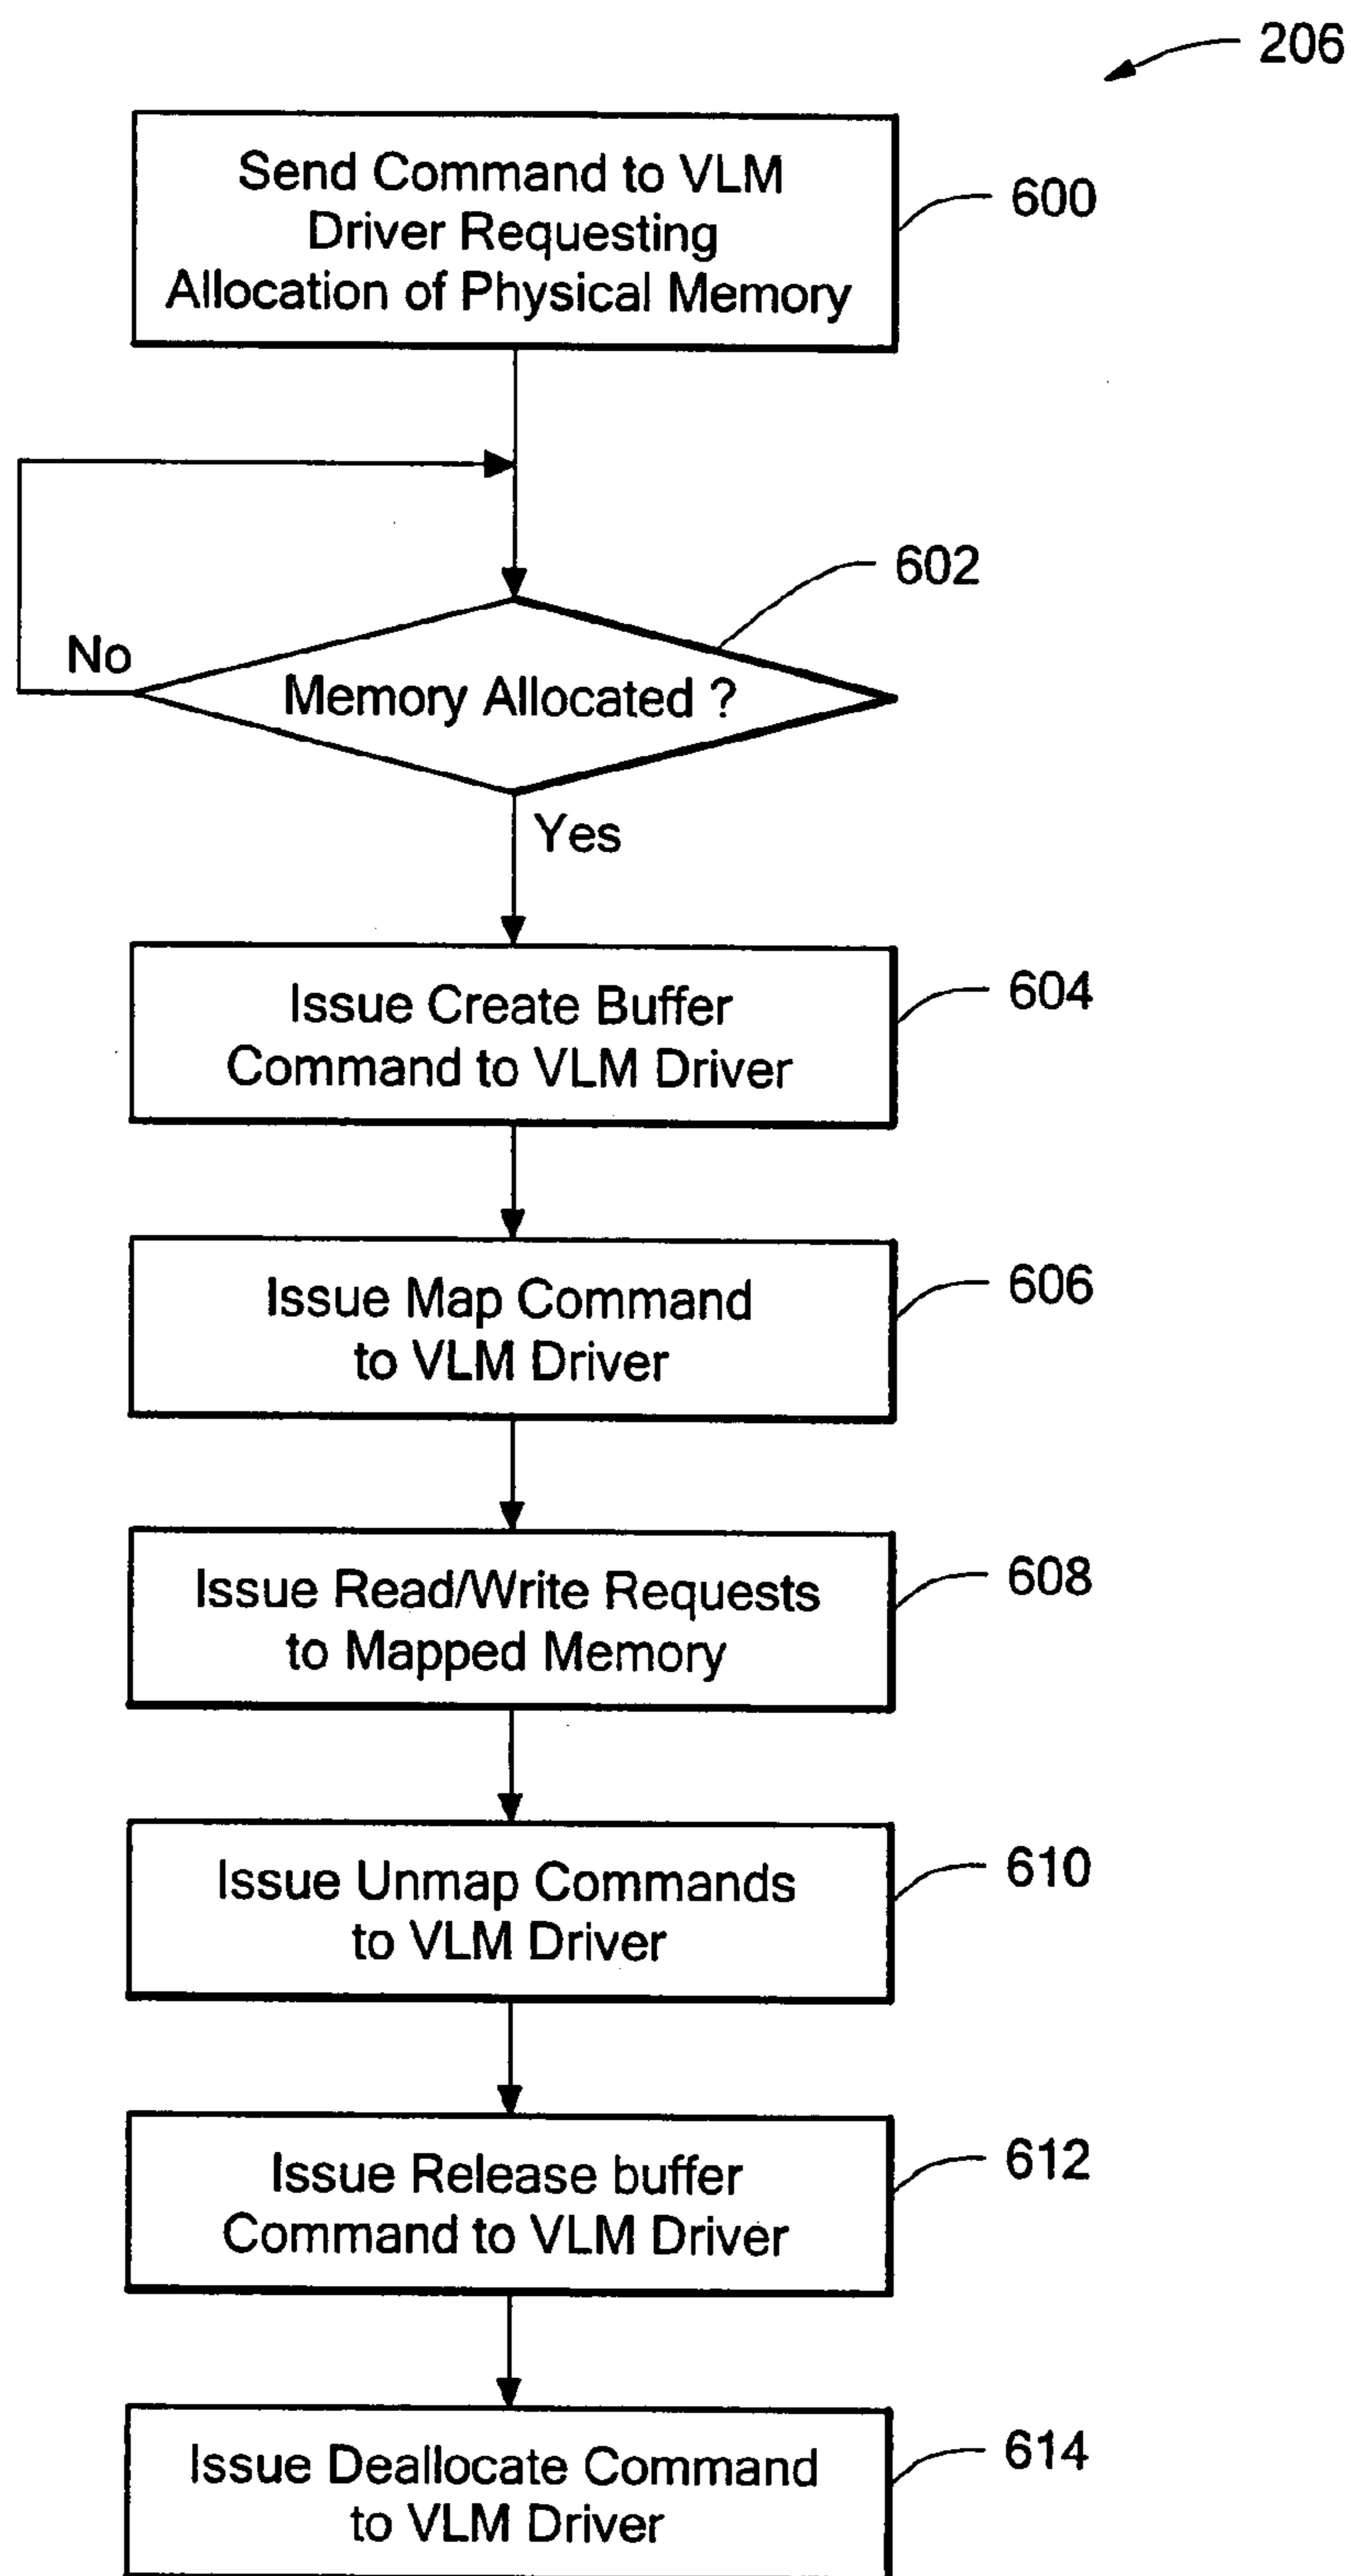 206
Send Command to VLM
Driver Requesting
Allocation of Physical Memory
600
602
No
Memory Allocated ?
Yes
Issue Create Buffer
Command to VLM Driver
604
Issue Map Command
to VLM Driver
606
Issue Read/Write Requests
to Mapped Memory
608
Issue Unmap Commands
to VLM Driver
610
Issue Release buffer
Command to VLM Driver
612
Issue Deallocate Command
to VLM Driver
614